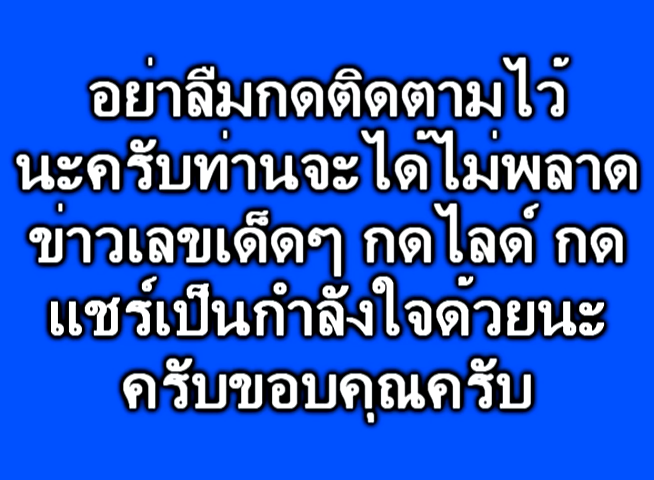 อย่าลืมกดติดตามไว้
นะครับท่านจะได้ไม่พลาด
ข่าวเลขเด็ดๆ กดไลด์ กด
แชร์เป็นกำลังใจด้วยนะ
ครับขอบคุณครับ